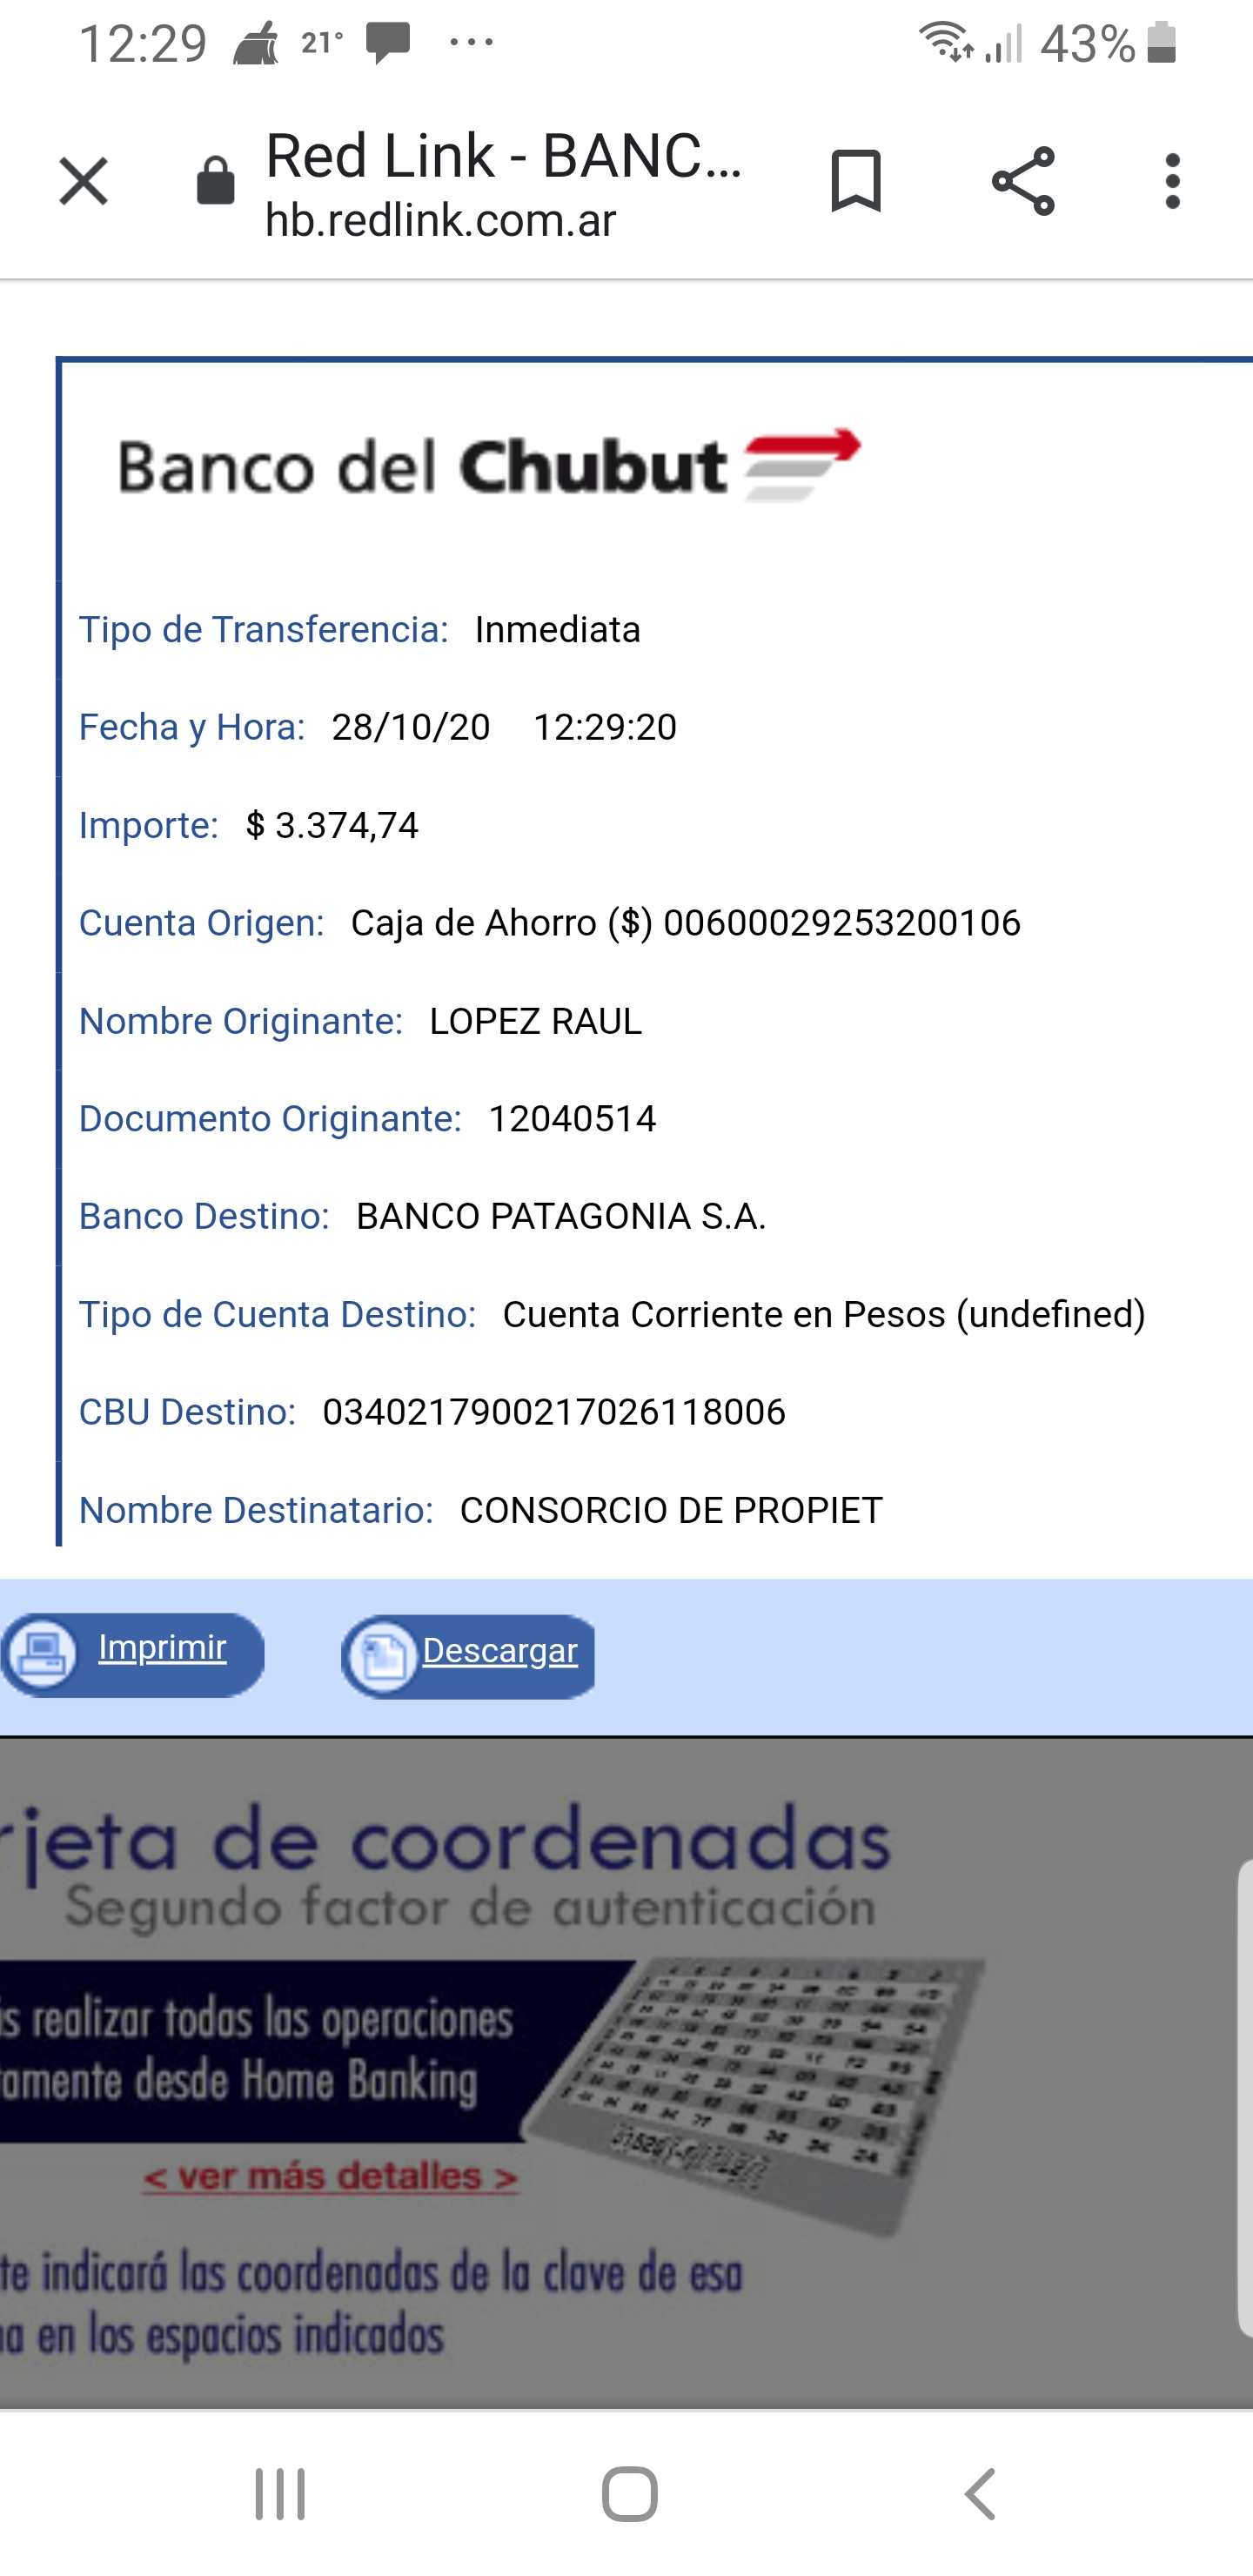 12:29 21° ... 43%
Red Link - BANC...
hb.redlink.com.ar
Banco del Chubut
Tipo de Transferencia: Inmediata
Fecha y Hora: 28/10/20 12:29:20
Importe: $ 3.374,74
Cuenta Origen: Caja de Ahorro ($) 00600029253200106
Nombre Originante: LOPEZ RAUL
Documento Originante: 12040514
Banco Destino: BANCO PATAGONIA S.A.
Tipo de Cuenta Destino: Cuenta Corriente en Pesos (undefined)
CBU Destino: 0340217900217026118006
Nombre Destinatario: CONSORCIO DE PROPIET
Imprimir Descargar
rjeta de coordenadas
Segundo factor de autenticación
s realizar todas las operaciones
amente desde Home Banking
< ver más detalles >
te indicará las coordenadas de la clave de esa
a en los espacios indicados